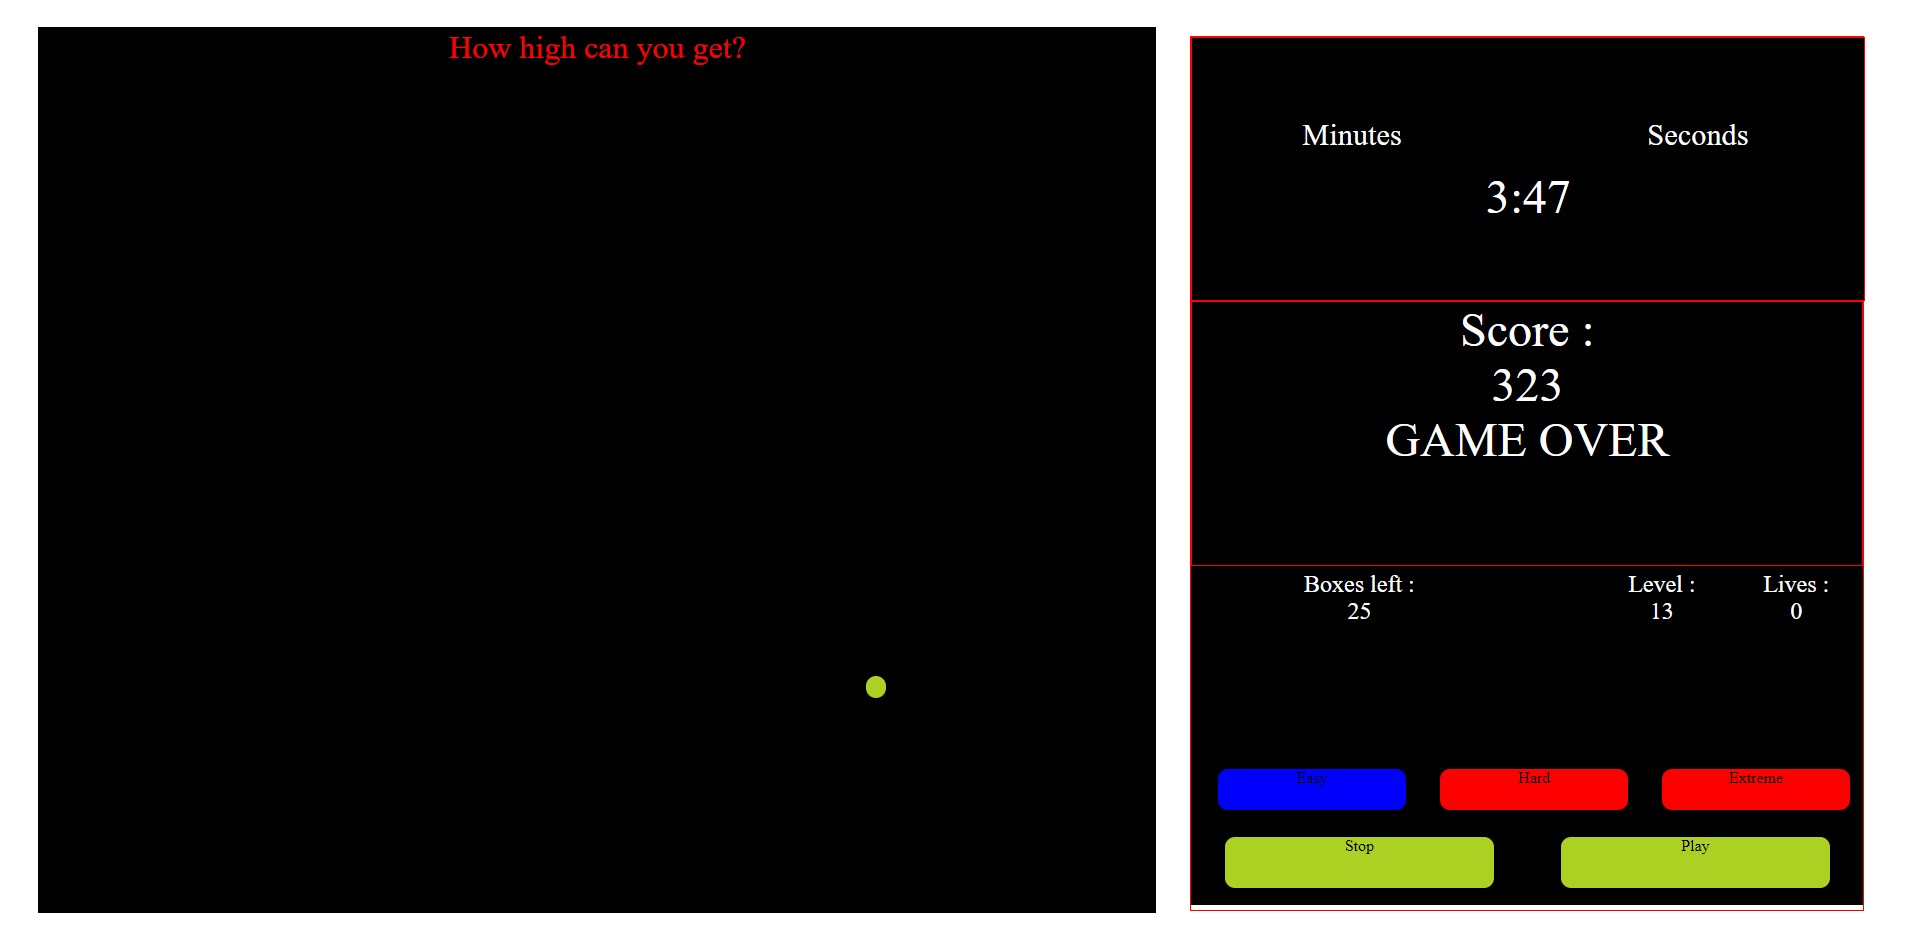 How high can you get?
Minutes Seconds
3:47
Score :
323
GAME OVER
Boxes left : Level : Lives :
25 13 0
Easy Hard Extreme
Stop Play